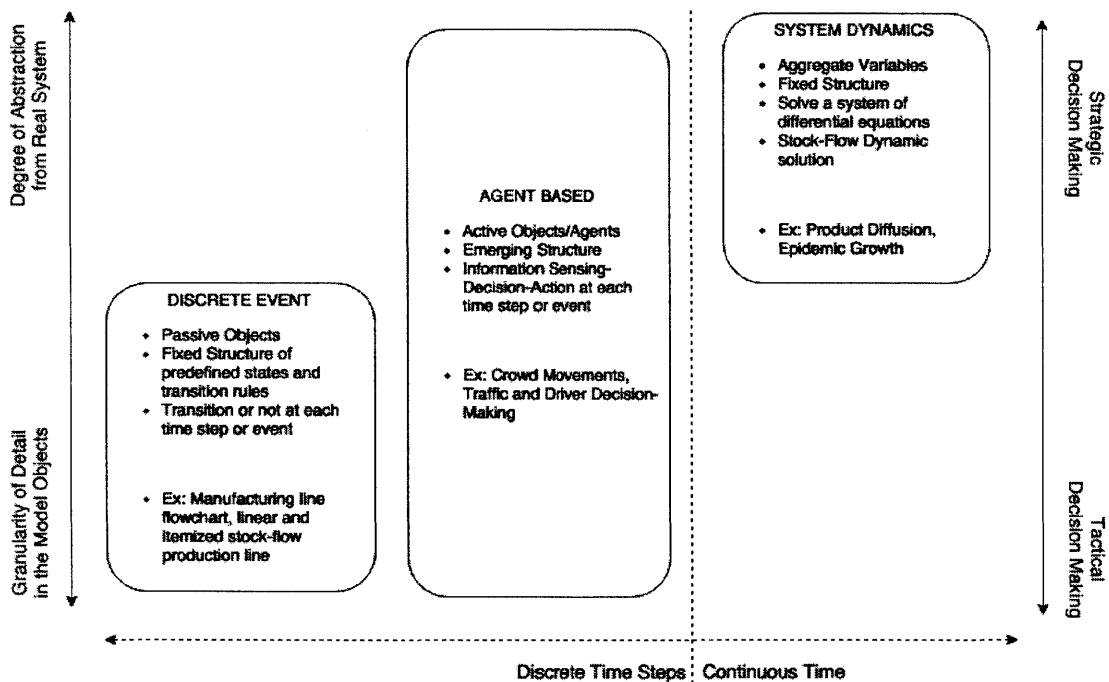 Degree of Abstraction
from Real System
Granularity of Detail
in the Model Objects
DISCRETE EVENT
• Passive Objects
• Fixed Structure of
predefined states and
transition rules
• Transition or not at each
time step or event
• Ex: Manufacturing line
flowchart, linear and
itemized stock-flow
production line
AGENT BASED
• Active Objects/Agents
• Emerging Structure
• Information Sensing-
Decision-Action at each
time step or event
• Ex: Crowd Movements,
Traffic and Driver Decision-
Making
SYSTEM DYNAMICS
• Aggregate Variables
• Fixed Structure
• Solve a system of
differential equations
• Stock-Flow Dynamic
solution
• Ex: Product Diffusion,
Epidemic Growth
Strategic
Decision Making
Tactical
Decision Making
Discrete Time Steps
Continuous Time